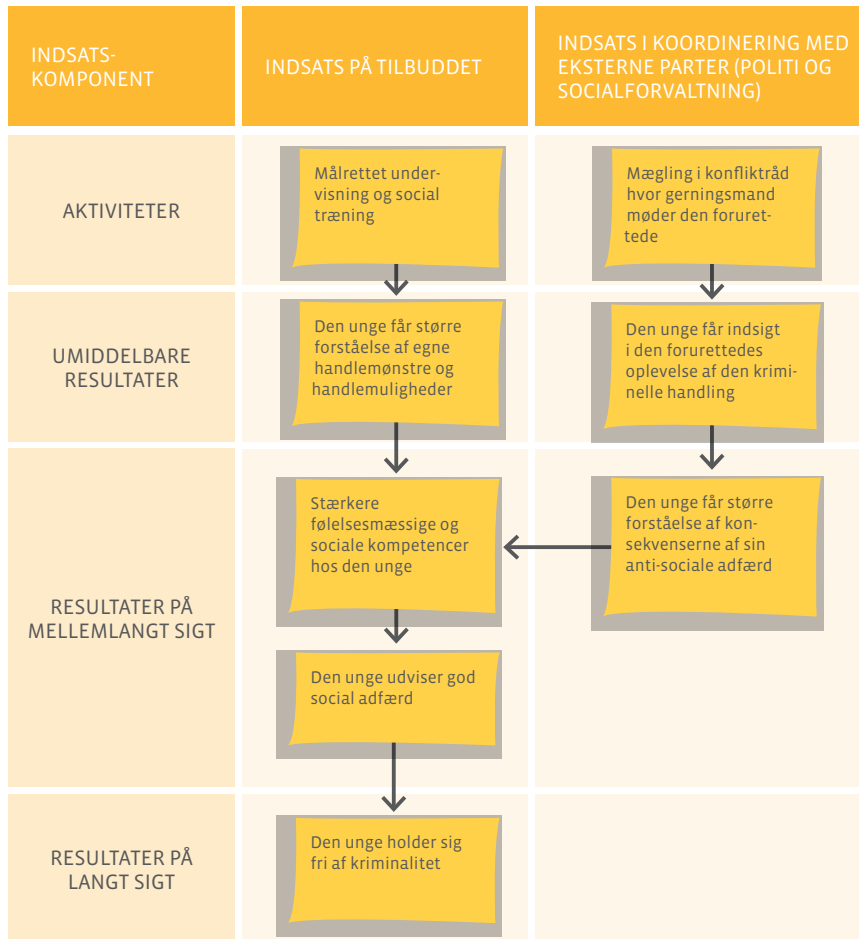 INDSATS-
KOMPONENT
INDSATS PÅ TILBUDDET
INDSATS I KOORDINERING MED
EKSTERNE PARTER (POLITI OG
SOCIALFORVALTNING)
AKTIVITETER
Målrettet under-
visning og social
træning
Mægling i konfliktråd
hvor gerningsmand
møder den foruret-
tede
UMIDDELBARE
RESULTATER
Den unge får større
forståelse af egne
handlemønstre og
handlemuligheder
Den unge får indsigt
i den forurettedes
oplevelse af den krimi-
nelle handling
RESULTATER PÅ
MELLEMLANGT SIGT
Stærkere
følelsesmæssige og
sociale kompetencer
hos den unge
Den unge får større
forståelse af kon-
sekvenserne af sin
anti-sociale adfærd
Den unge udviser god
social adfærd
RESULTATER PÅ
LANGT SIGT
Den unge holder sig
fri af kriminalitet